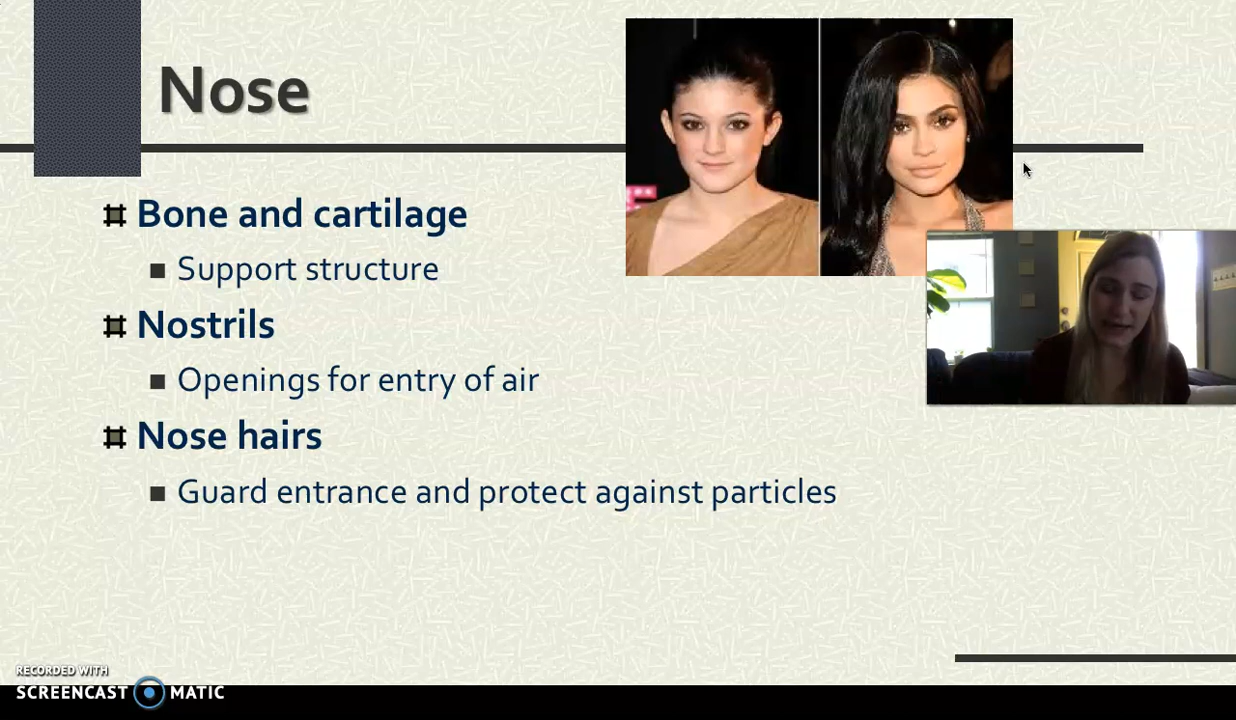 Nose
Bone and cartilage
Support structure
Nostrils
Openings for entry of air
Nose hairs
Guard entrance and protect against particles
RECORDED WITH
SCREENCAST MATIC